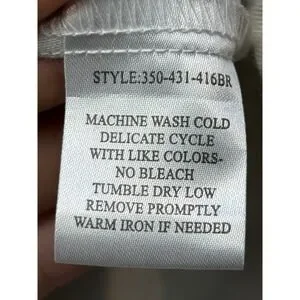 STYLE:350-431-416BR
MACHINE WASH COLD
DELICATE CYCLE
WITH LIKE COLORS-
NO BLEACH
TUMBLE DRY LOW
REMOVE PROMPTLY
WARM IRON IF NEEDED